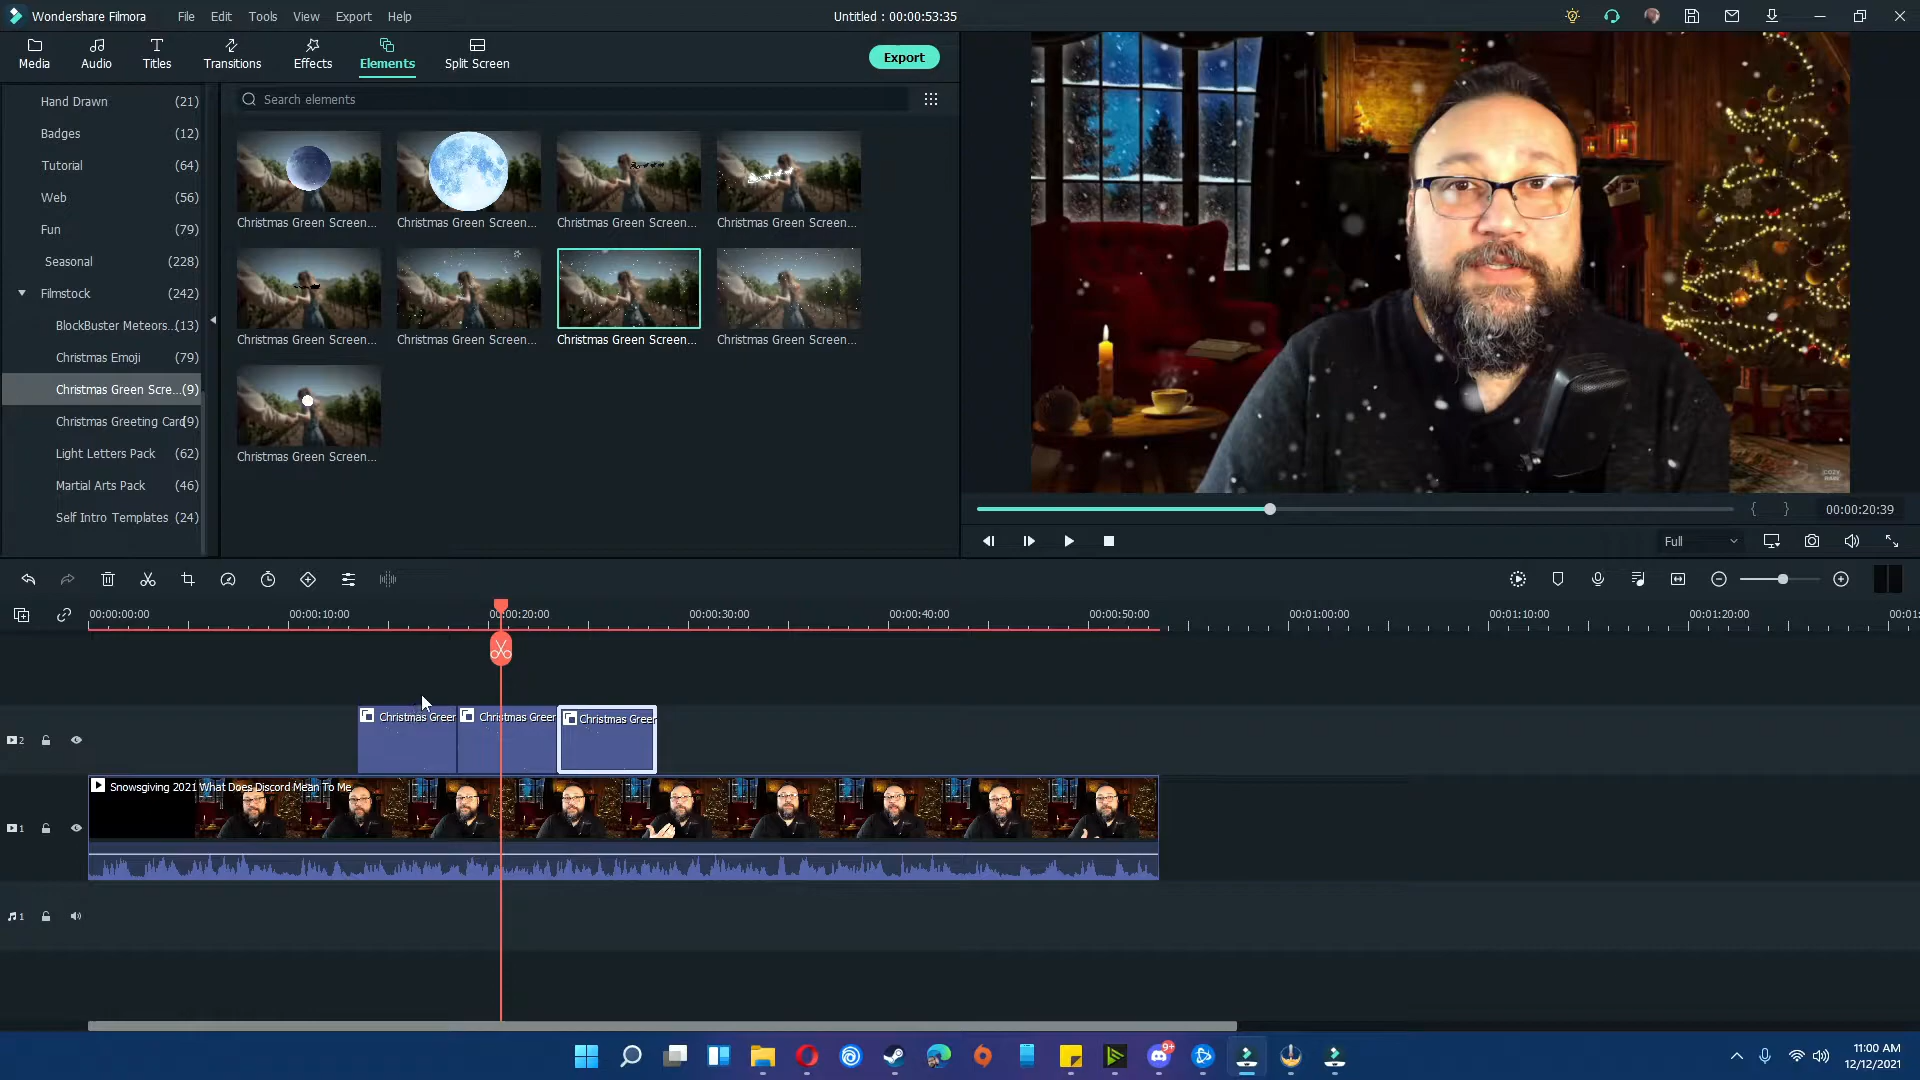 Wondershare Filmora
File
Edit
Tools
View
Export
Help
Untitled : 00:00:53:35
Media
Audio
Titles
Transitions
Effects
Elements
Split Screen
Export
Search elements
Hand Drawn (21)
Badges (12)
Tutorial (64)
Web (56)
Fun (79)
Seasonal (228)
Filmstock (242)
BlockBuster Meteors...(13)
Christmas Emoji (79)
Christmas Green Scre...(9)
Christmas Greeting Card(9)
Light Letters Pack (62)
Martial Arts Pack (46)
Self Intro Templates (24)
Christmas Green Screen...
Christmas Green Screen...
Christmas Green Screen...
Christmas Green Screen...
Christmas Green Screen...
Christmas Green Screen...
Christmas Green Screen...
Christmas Green Screen...
Christmas Green Screen...
{ }
00:00:20:39
Full
00:00:00:00
00:00:10:00
00:00:20:00
00:00:30:00
00:00:40:00
00:00:50:00
00:01:00:00
00:01:10:00
00:01:20:00
00:01
2
Christmas Greer
Christmas Greer
Christmas Greer
1
Snowsgiving 2021 What Does Discord Mean To Me
1
9+
11:00 AM
12/12/2021